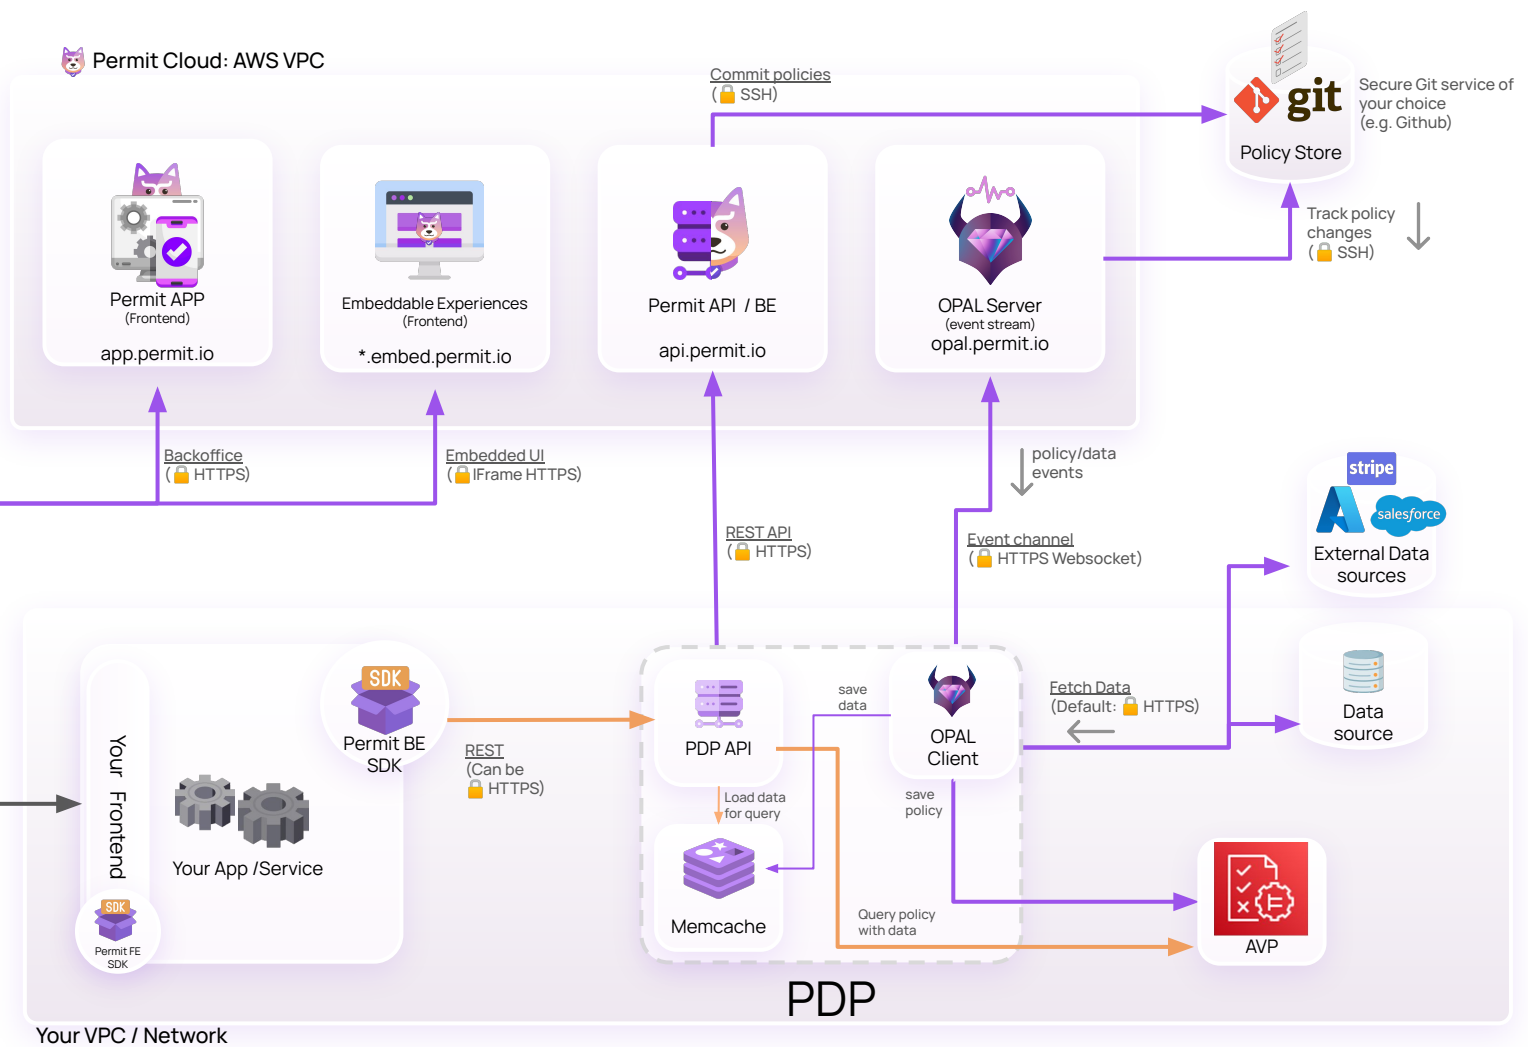 Permit Cloud: AWS VPC
Commit policies
(🔒 SSH)
git
Policy Store
Secure Git service of
your choice
(e.g. Github)
Permit APP
(Frontend)
app.permit.io
Embeddable Experiences
(Frontend)
*.embed.permit.io
Permit API / BE
api.permit.io
OPAL Server
(event stream)
opal.permit.io
Track policy
changes
(🔒 SSH)
Backoffice
(🔒 HTTPS)
Embedded UI
(🔒 IFrame HTTPS)
policy/data
events
REST API
(🔒 HTTPS)
Event channel
(🔒 HTTPS Websocket)
stripe
salesforce
External Data
sources
SDK
Permit BE
SDK
Your Frontend
Your App /Service
SDK
Permit FE
SDK
REST
(Can be
🔒 HTTPS)
PDP API
save
data
OPAL
Client
Fetch Data
(Default: 🔒 HTTPS)
Data
source
Load data
for query
save
policy
Memcache
Query policy
with data
AVP
PDP
Your VPC / Network